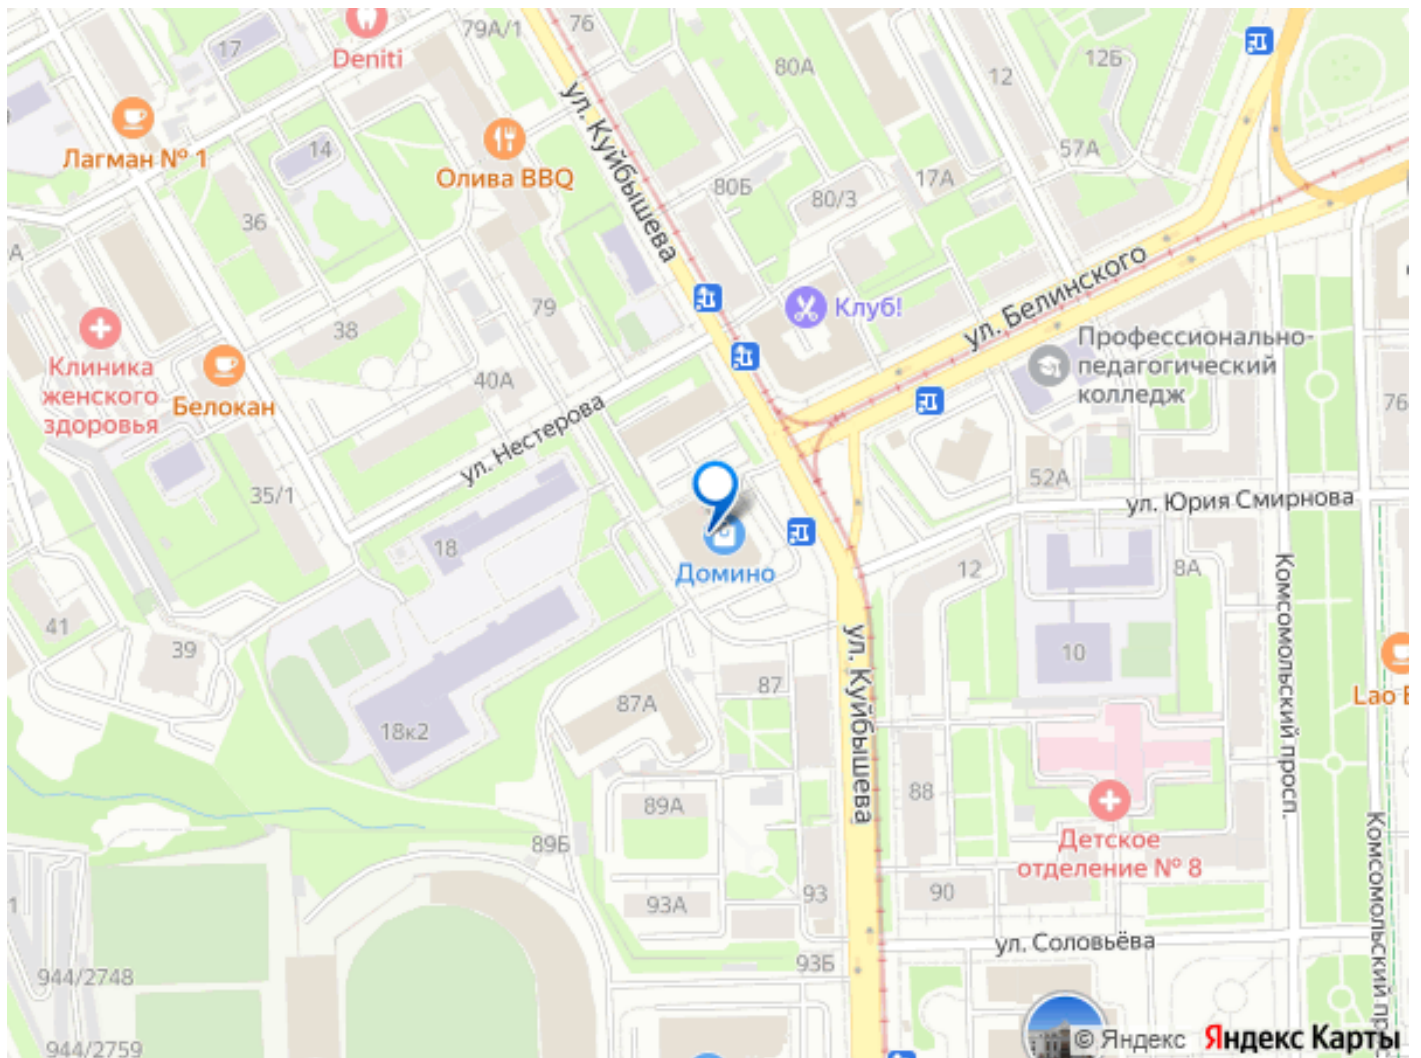 79А/1
76
17
Deniti
80А
12Б
12
Лагман № 1
14
ул. Куйбышева
57А
Олива BBQ
80Б
17А
80/3
36
А
ул. Белинского
79
Клуб!
38
Клиника
женского
здоровья
Профессионально-
педагогический
колледж
40А
Белокан
76
ул. Нестерова
52А
35/1
ул. Юрия Смирнова
18
Домино
12
8А
Комсомольский просп.
41
39
10
ул. Куйбышева
87
87А
Lao
18к2
88
89А
Детское
отделение № 8
89Б
Комсомольский пр
93
90
93А
1
ул. Соловьёва
93Б
944/2748
944/2759
© Яндекс Яндекс Карты